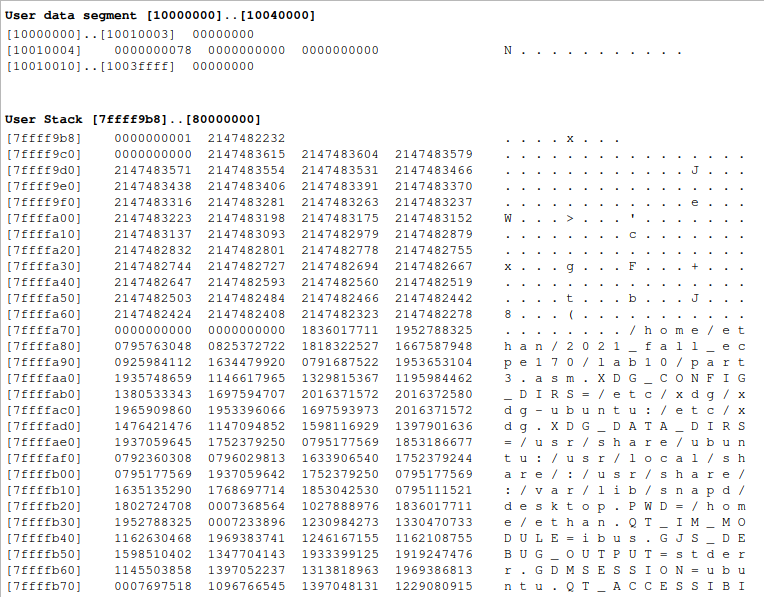 User data segment [10000000]..[10040000]
[10000000]..[10010003]  00000000
[10010004]    0000000078  0000000000  0000000000    N . . . . . . . . . . .
[10010010]..[1003ffff]  00000000
User Stack [7ffff9b8]..[80000000]
[7ffff9b8]    0000000001  2147482232    . . . . x . . .
[7ffff9c0]    0000000000  2147483615  2147483604  2147483579    . . . . . . . . . . . . . . . .
[7ffff9d0]    2147483571  2147483554  2147483531  2147483466    . . . . . . . . . . . . J . . .
[7ffff9e0]    2147483438  2147483406  2147483391  2147483370    . . . . . . . . . . . . . . . .
[7ffff9f0]    2147483316  2147483281  2147483263  2147483237    . . . . . . . . . . . . e . . .
[7ffffa00]    2147483223  2147483198  2147483175  2147483152    W . . . > . . . ' . . . . . . .
[7ffffa10]    2147483137  2147483093  2147482979  2147482879    . . . . . . . . c . . . . . . .
[7ffffa20]    2147482832  2147482801  2147482778  2147482755    . . . . . . . . . . . . . . . .
[7ffffa30]    2147482744  2147482727  2147482694  2147482667    x . . . g . . . F . . . + . . .
[7ffffa40]    2147482647  2147482593  2147482560  2147482519    . . . . . . . . . . . . . . . .
[7ffffa50]    2147482503  2147482484  2147482466  2147482442    . . . . t . . . b . . . J . . .
[7ffffa60]    2147482424  2147482408  2147482323  2147482278    8 . . . ( . . . . . . . . . . .
[7ffffa70]    0000000000  0000000000  1836017711  1952788325    . . . . . . . . / h o m e / e t
[7ffffa80]    0795763048  0825372722  1818322527  1667587948    h a n / 2 0 2 1 _ f a l l _ e c
[7ffffa90]    0925984112  1634479920  0791687522  1953653104    p e 1 7 0 / l a b 1 0 / p a r t
[7ffffaa0]    1935748659  1146617965  1329815367  1195984462    3 . a s m . X D G _ C O N F I G
[7ffffab0]    1380533343  1697594707  2016371572  2016372580    _ D I R S = / e t c / x d g / x
[7ffffac0]    1965909860  1953396066  1697593973  2016371572    d g - u b u n t u : / e t c / x
[7ffffad0]    1476421476  1147094852  1598116929  1397901636    d g . X D G _ D A T A _ D I R S
[7ffffae0]    1937059645  1752379250  0795177569  1853186677    = / u s r / s h a r e / u b u n
[7ffffaf0]    0792360308  0796029813  1633906540  1752379244    t u : / u s r / l o c a l / s h
[7ffffb00]    0795177569  1937059642  1752379250  0795177569    a r e / : / u s r / s h a r e /
[7ffffb10]    1635135290  1768697714  1853042530  0795111521    : / v a r / l i b / s n a p d /
[7ffffb20]    1802724708  0007368564  1027888976  1836017711    d e s k t o p . P W D = / h o m
[7ffffb30]    1952788325  0007233896  1230984273  1330470733    e / e t h a n . Q T _ I M _ M O
[7ffffb40]    1162630468  1969383741  1246167155  1162108755    D U L E = i b u s . G J S _ D E
[7ffffb50]    1598510402  1347704143  1933399125  1919247476    B U G _ O U T P U T = s t d e r
[7ffffb60]    1145503858  1397052237  1313818963  1969386813    r . G D M S E S S I O N = u b u
[7ffffb70]    0007697518  1096766545  1397048131  1229080915    n t u . Q T _ A C C E S S I B I